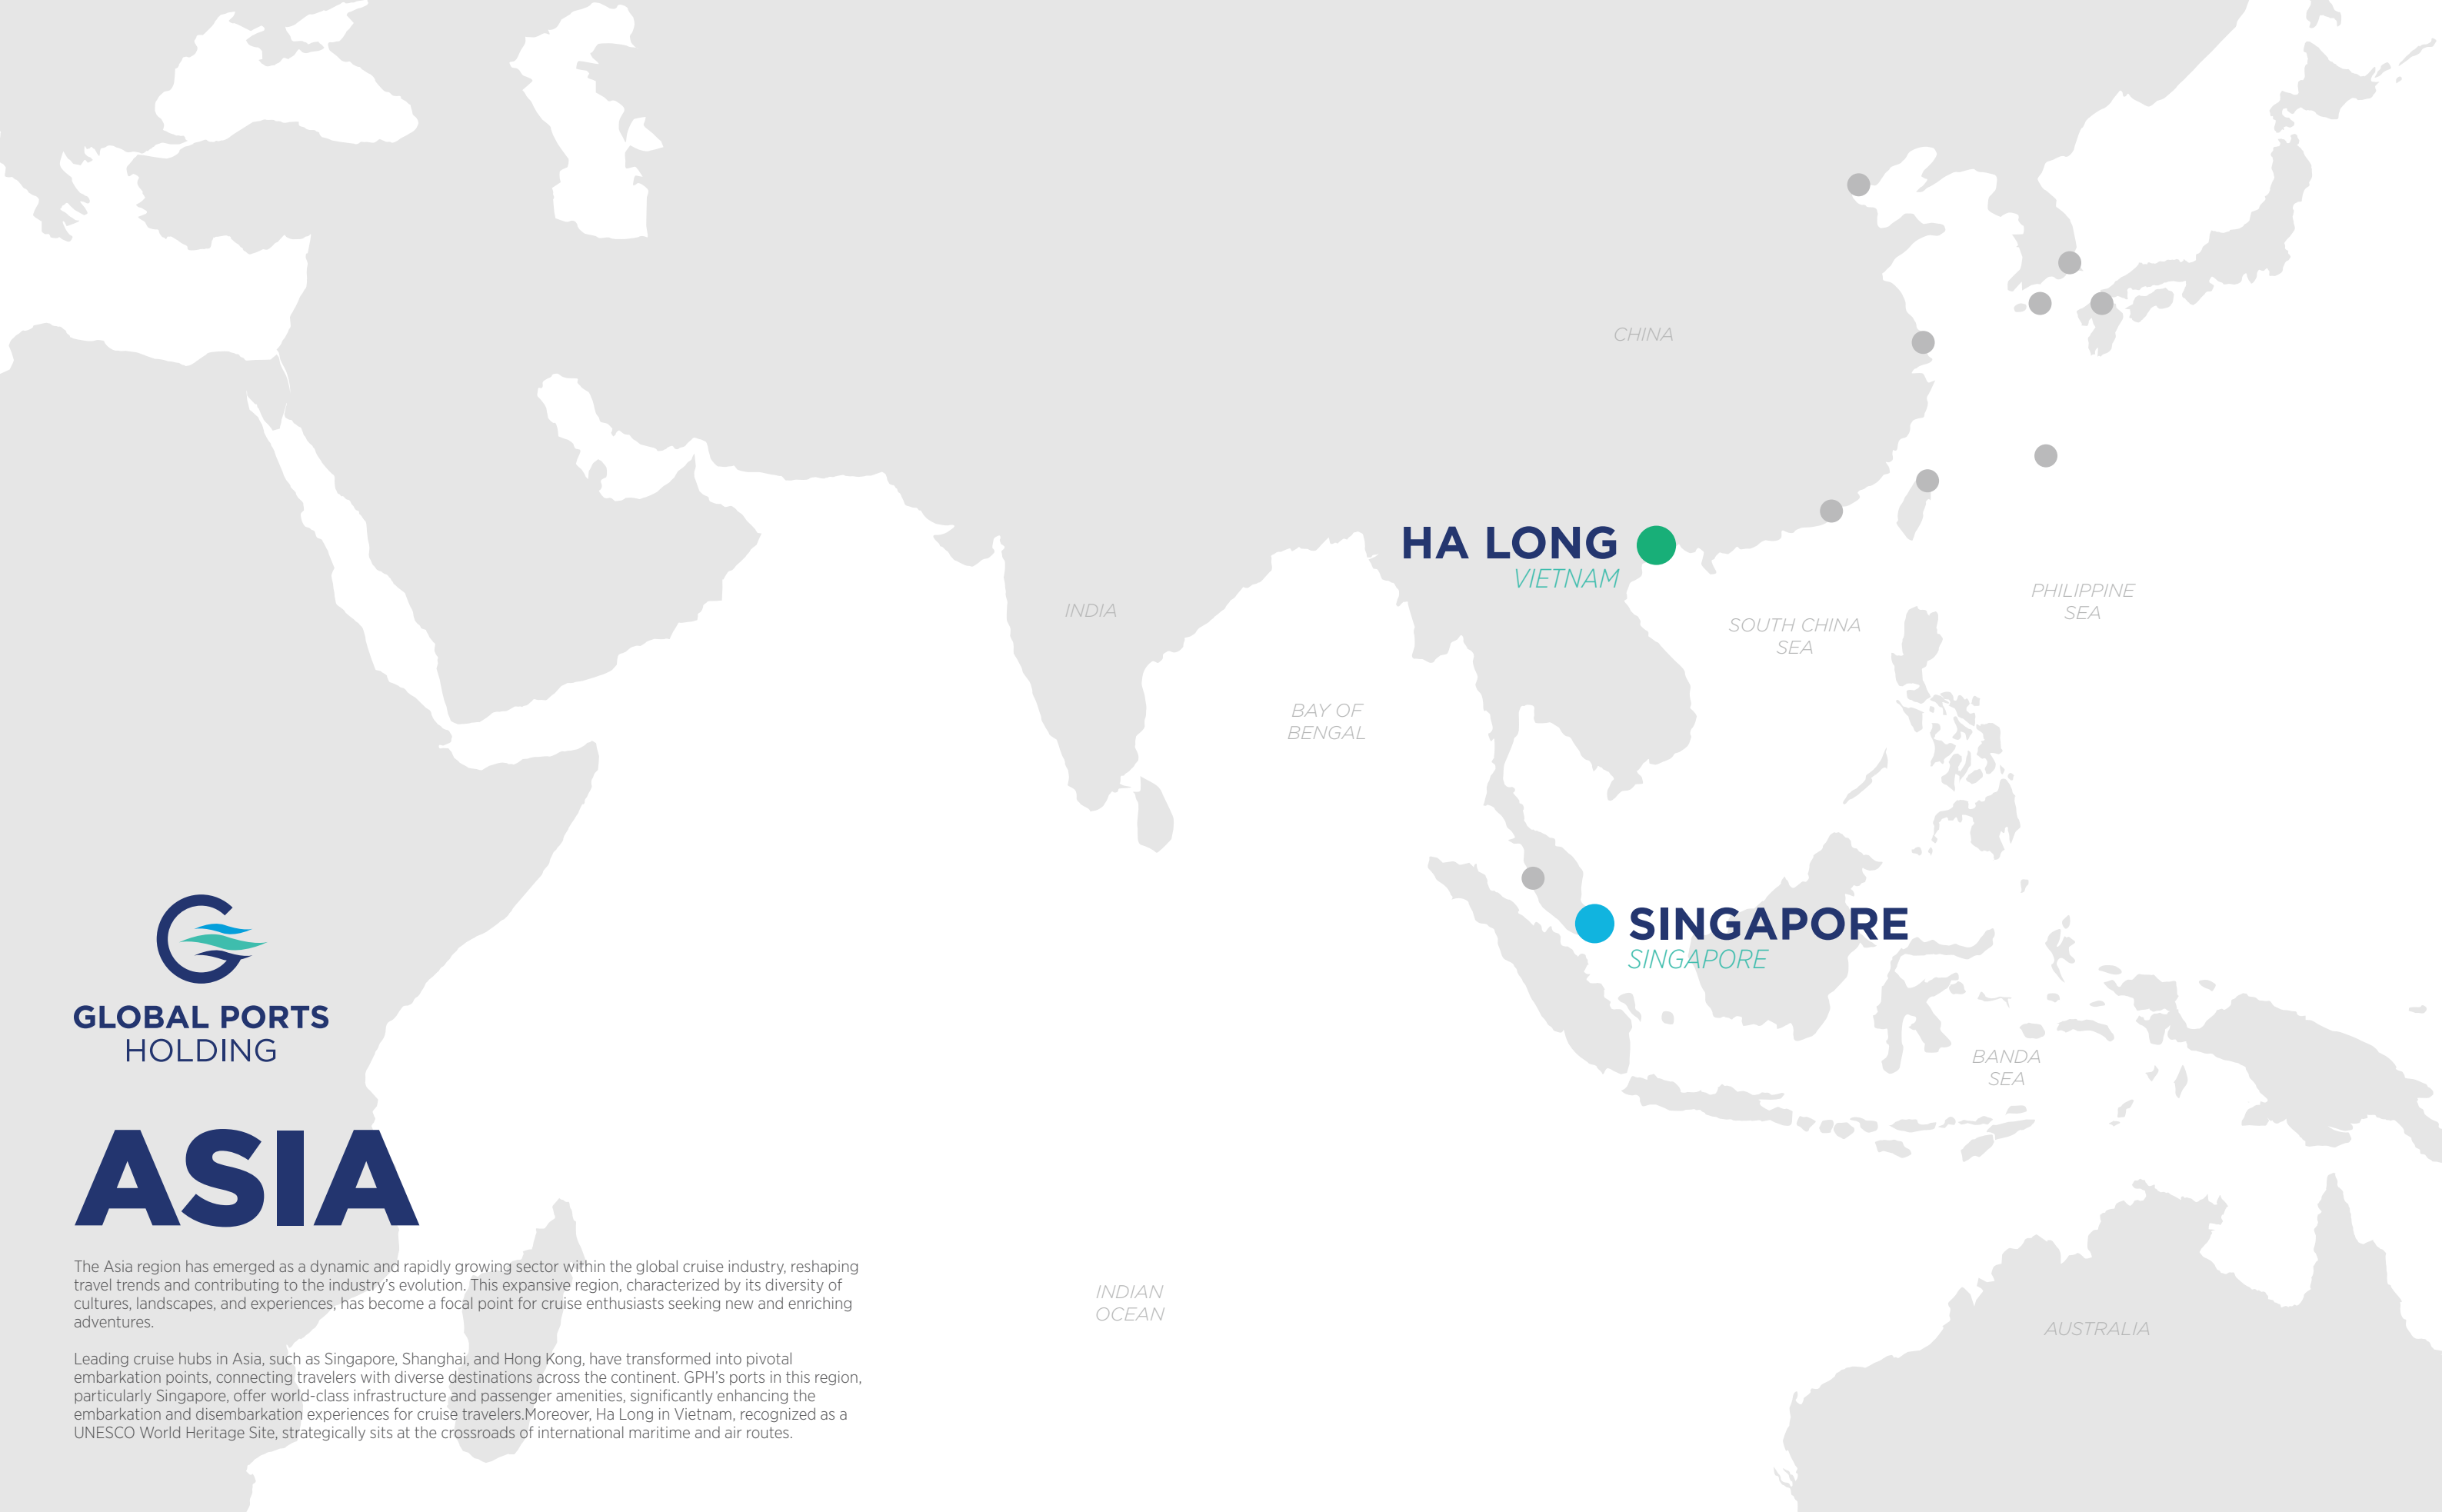 CHINA
HA LONG
VIETNAM
INDIA
SOUTH CHINA
SEA
PHILIPPINE
SEA
BAY OF
BENGAL
SINGAPORE
SINGAPORE
BANDA
SEA
INDIAN
OCEAN
AUSTRALIA
GLOBAL PORTS
HOLDING
ASIA
The Asia region has emerged as a dynamic and rapidly growing sector within the global cruise industry, reshaping
travel trends and contributing to the industry's evolution. This expansive region, characterized by its diversity of
cultures, landscapes, and experiences, has become a focal point for cruise enthusiasts seeking new and enriching
adventures.
Leading cruise hubs in Asia, such as Singapore, Shanghai, and Hong Kong, have transformed into pivotal
embarkation points, connecting travelers with diverse destinations across the continent. GPH's ports in this region,
particularly Singapore, offer world-class infrastructure and passenger amenities, significantly enhancing the
embarkation and disembarkation experiences for cruise travelers.Moreover, Ha Long in Vietnam, recognized as a
UNESCO World Heritage Site, strategically sits at the crossroads of international maritime and air routes.